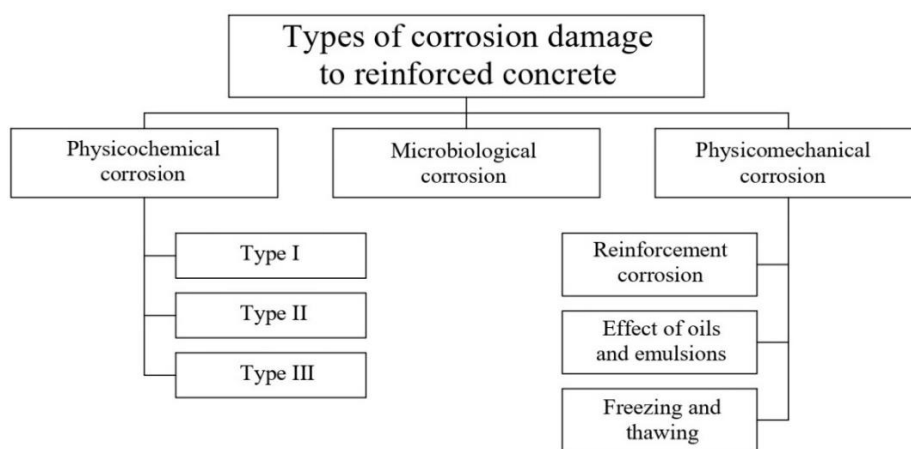 Types of corrosion damage
to reinforced concrete
Physicochemical
corrosion
Microbiological
corrosion
Physicomechanical
corrosion
Type I
Type II
Type III
Reinforcement
corrosion
Effect of oils
and emulsions
Freezing and
thawing